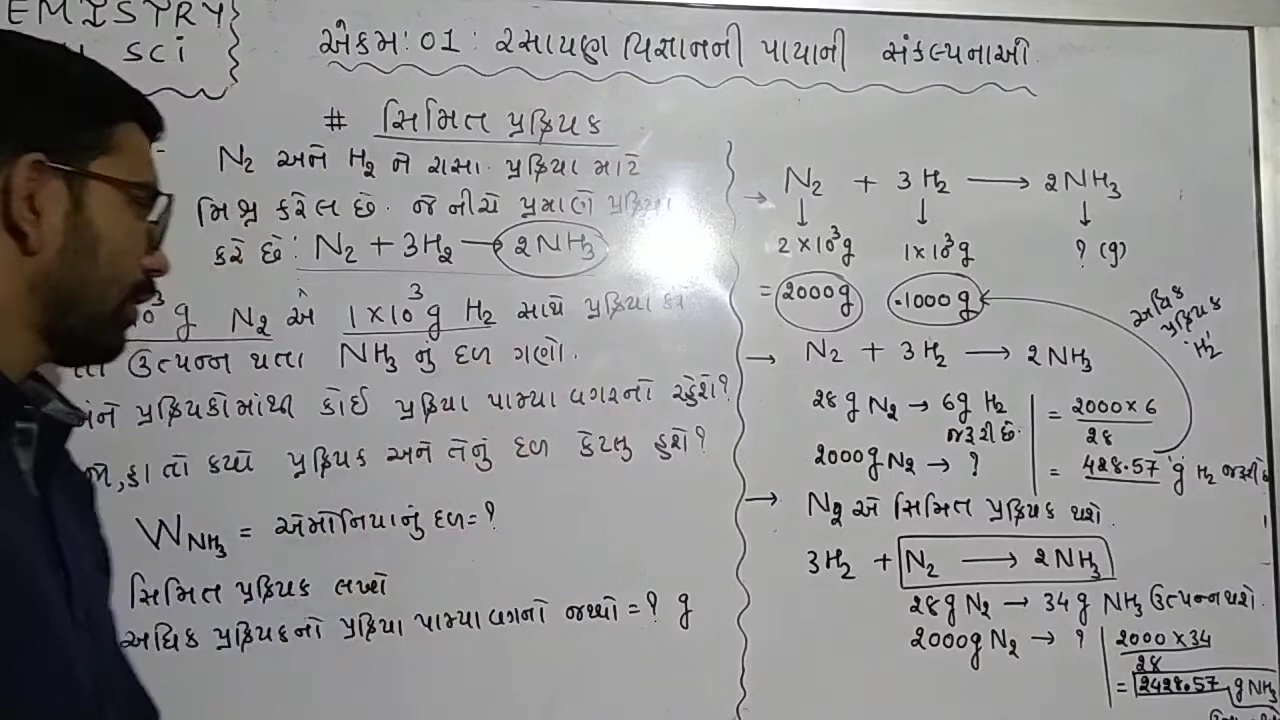 EMISTRY
SCI
એકમ: 01: રસાયણ વિજ્ઞાનની પાયાની સંકલ્પનાઓ
# સિમિત પ્રક્રિયક
N₂ અને H₂ ને રાસા. પ્રક્રિયા માટે
મિશ્ર કરેલ છે. જે નીચે પ્રમાણે પ્રક્રિયા
કરે છે: N₂ + 3H₂ → 2NH₃
³g N₂ એ 1×10³g H₂ સાથે પ્રક્રિયા
ઉત્પન્ન થતા NH₃ નુ દળ ગણો.
પ્રક્રિયકોમાંથી કોઈ પ્રક્રિયા પામ્યા વગરનો રહેશે?
હા તો કયો પ્રક્રિયક અને તેનું દળ કેટલુ હશે?
W NH₃ = એમોનિયાનું દળ=?
સિમિત પ્રક્રિયક લખો
અધિક પ્રક્રિયકનો પ્રક્રિયા પામ્યા વગનો જથ્થો = ? g
→ N₂ + 3H₂ → 2NH₃
↓ ↓ ↓
2×10³g 1×10³g ? (g)
= 2000g 1000g
અધિક
પ્રક્રિયક
H₂
→ N₂ + 3H₂ → 2NH₃
28g N₂ → 6g H₂
જરૂરી છે.
2000g N₂ → ?
= 2000×6
28
= 428.57 g H₂ જરૂરી
→ N₂ એ સિમિત પ્રક્રિયક થશે.
3H₂ + N₂ → 2NH₃
28g N₂ → 34g NH₃ ઉત્પન્ન થશે.
2000g N₂ → ?
2000×34
28
= 2428.57 g NH₃